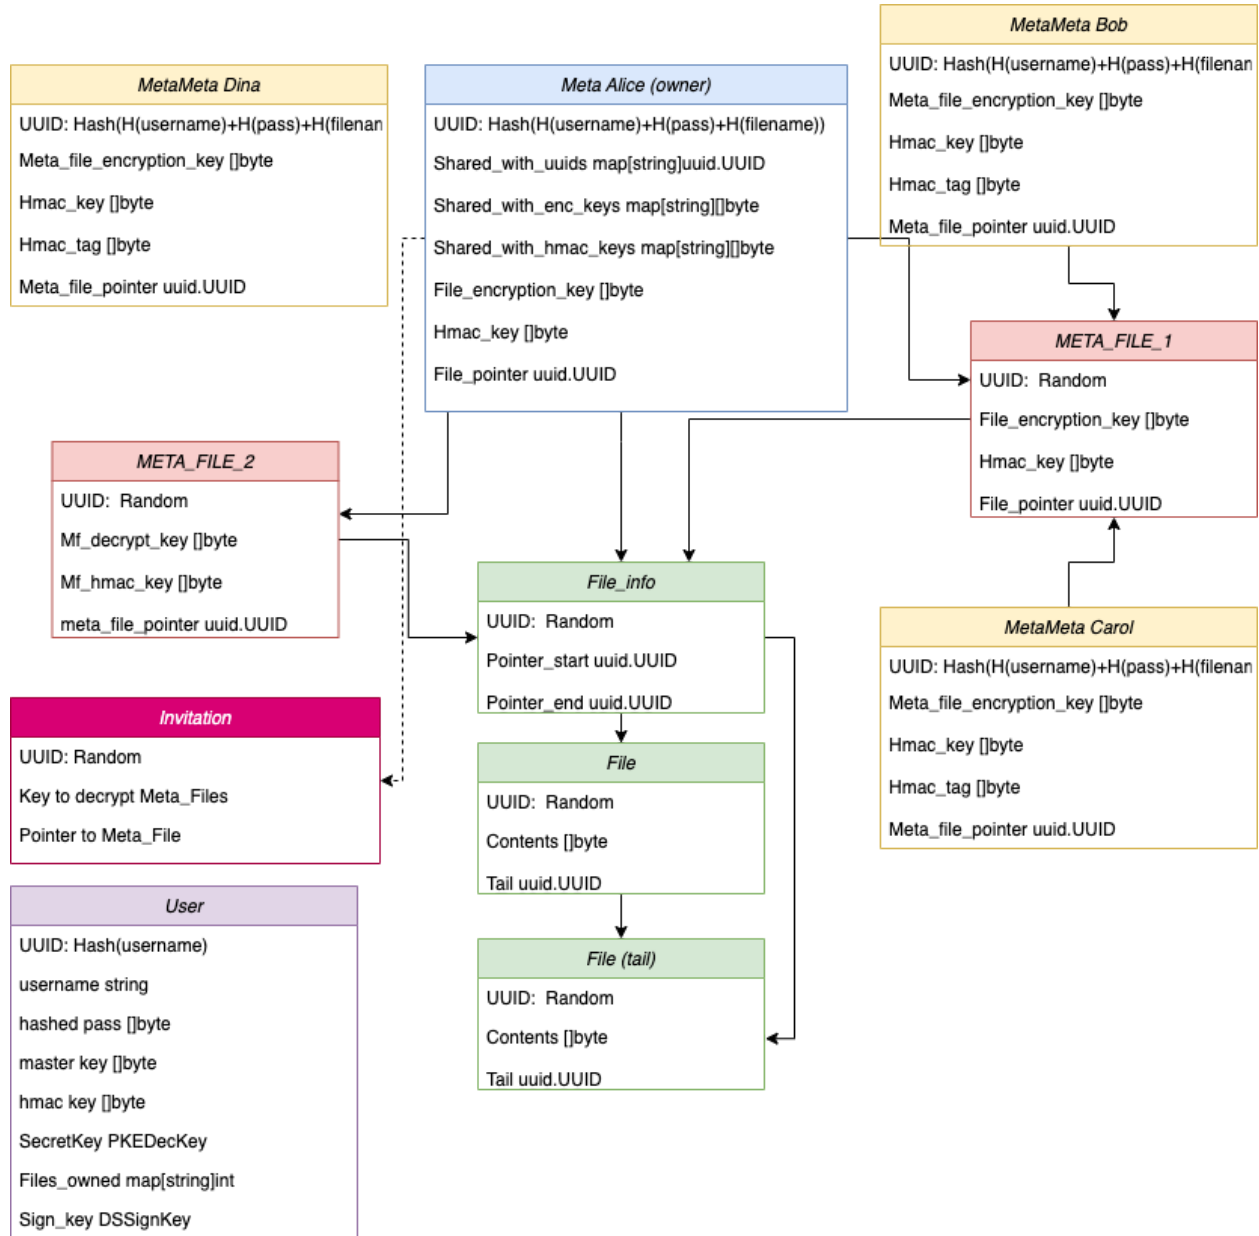 MetaMeta Bob
UUID: Hash(H(username)+H(pass)+H(filenan
Meta_file_encryption_key []byte
Hmac_key []byte
Hmac_tag []byte
Meta_file_pointer uuid.UUID
MetaMeta Dina
UUID: Hash(H(username)+H(pass)+H(filenan
Meta_file_encryption_key []byte
Hmac_key []byte
Hmac_tag []byte
Meta_file_pointer uuid.UUID
Meta Alice (owner)
UUID: Hash(H(username)+H(pass)+H(filename))
Shared_with_uuids map[string]uuid.UUID
Shared_with_enc_keys map[string][]byte
Shared_with_hmac_keys map[string][]byte
File_encryption_key []byte
Hmac_key []byte
File_pointer uuid.UUID
META_FILE_1
UUID: Random
File_encryption_key []byte
Hmac_key []byte
File_pointer uuid.UUID
META_FILE_2
UUID: Random
Mf_decrypt_key []byte
Mf_hmac_key []byte
meta_file_pointer uuid.UUID
File_info
UUID: Random
Pointer_start uuid.UUID
Pointer_end uuid.UUID
MetaMeta Carol
UUID: Hash(H(username)+H(pass)+H(filenan
Meta_file_encryption_key []byte
Hmac_key []byte
Hmac_tag []byte
Meta_file_pointer uuid.UUID
Invitation
UUID: Random
Key to decrypt Meta_Files
Pointer to Meta_File
File
UUID: Random
Contents []byte
Tail uuid.UUID
User
UUID: Hash(username)
username string
hashed pass []byte
master key []byte
hmac key []byte
SecretKey PKEDecKey
Files_owned map[string]int
Sign_key DSSignKey
File (tail)
UUID: Random
Contents []byte
Tail uuid.UUID